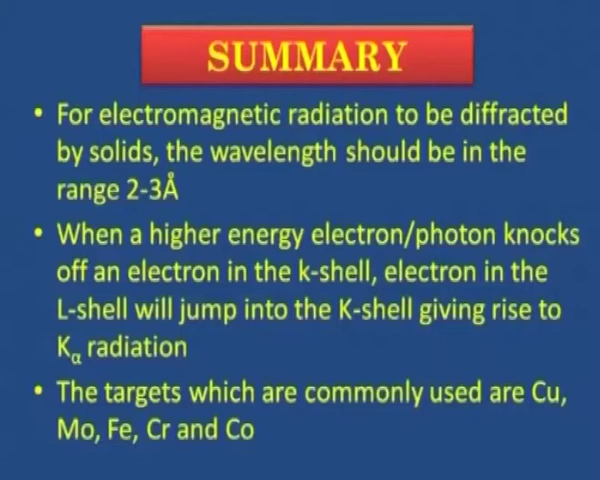 SUMMARY
• For electromagnetic radiation to be diffracted
by solids, the wavelength should be in the
range 2-3Å
• When a higher energy electron/photon knocks
off an electron in the k-shell, electron in the
L-shell will jump into the K-shell giving rise to
Kα radiation
• The targets which are commonly used are Cu,
Mo, Fe, Cr and Co